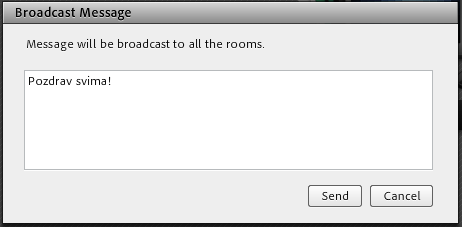 Broadcast Message
Message will be broadcast to all the rooms.
Pozdrav svima!
Send
Cancel